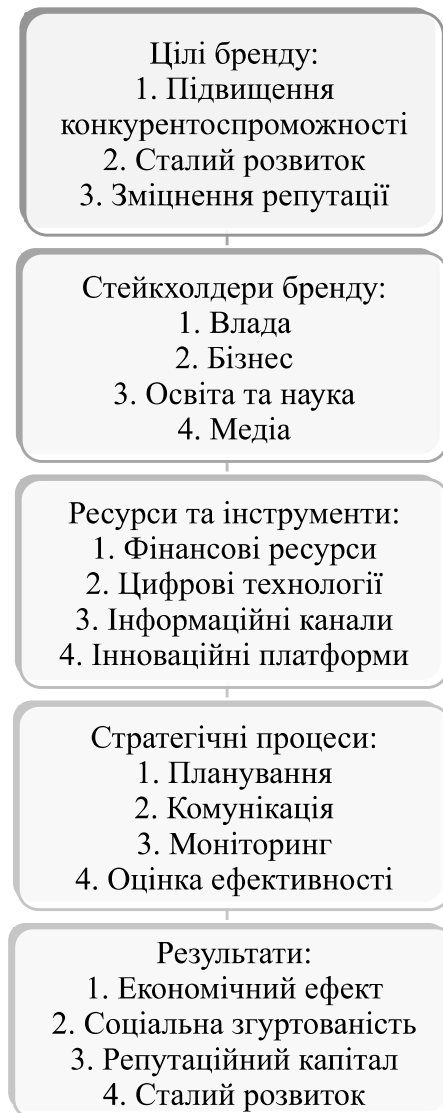 Цілі бренду:
1. Підвищення
конкурентоспроможності
2. Сталий розвиток
3. Зміцнення репутації
Стейкхолдери бренду:
1. Влада
2. Бізнес
3. Освіта та наука
4. Медіа
Ресурси та інструменти:
1. Фінансові ресурси
2. Цифрові технології
3. Інформаційні канали
4. Інноваційні платформи
Стратегічні процеси:
1. Планування
2. Комунікація
3. Моніторинг
4. Оцінка ефективності
Результати:
1. Економічний ефект
2. Соціальна згуртованість
3. Репутаційний капітал
4. Сталий розвиток